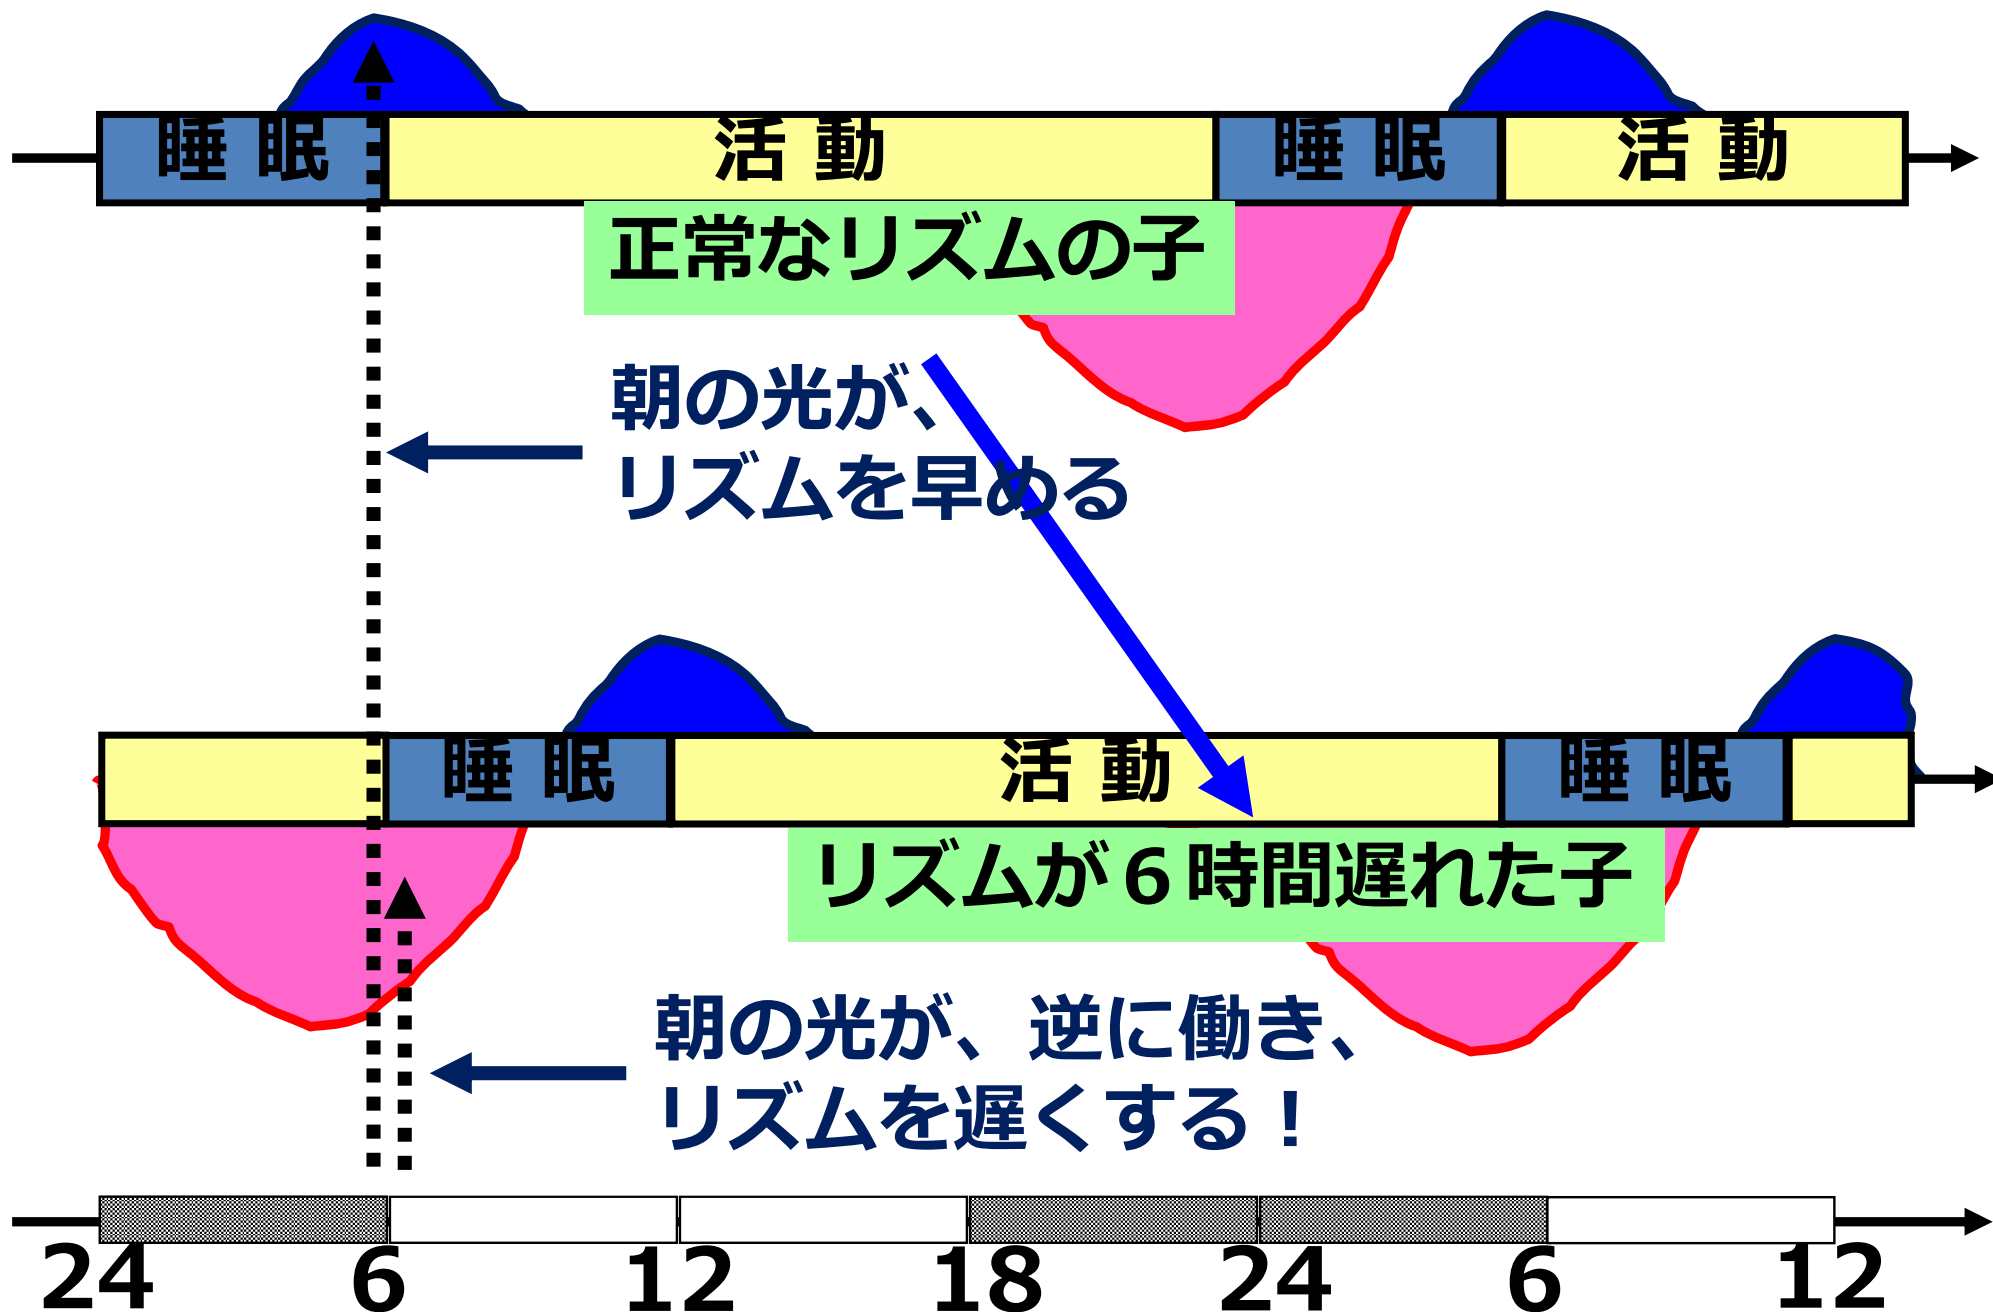 睡 眠
活 動
睡 眠
活 動
正常なリズムの子
朝の光が、
リズムを早める
睡 眠
活 動
睡 眠
リズムが６時間遅れた子
朝の光が、逆に働き、
リズムを遅くする！
24 6 12 18 24 6 12